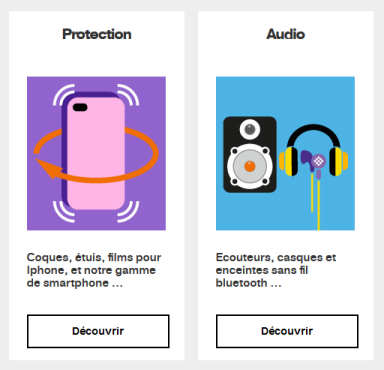 Protection
Coques, étuis, films pour
Iphone, et notre gamme
de smartphone ...
Découvrir
Audio
Ecouteurs, casques et
enceintes sans fil
bluetooth ...
Découvrir